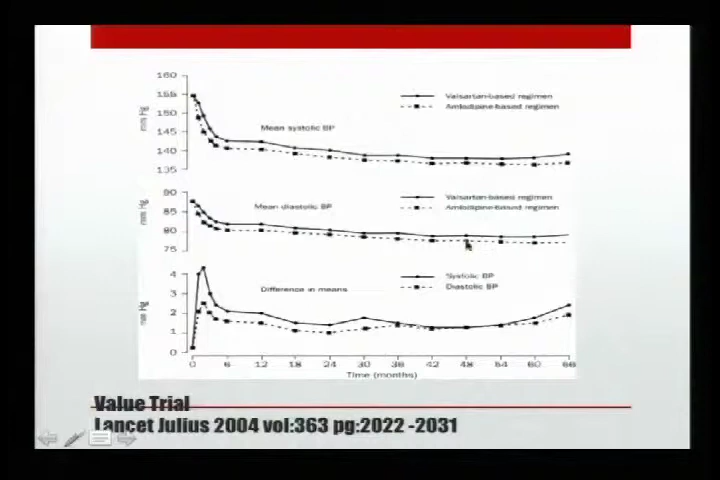 160
155
150
145
140
135
mm Hg
Mean systolic BP
Valsartan-based regimen
Amlodipine-based regimen
90
85
80
75
mm Hg
Mean diastolic BP
Valsartan-based regimen
Amlodipine-based regimen
4
3
2
1
0
mm Hg
Difference in means
Systolic BP
Diastolic BP
0 6 12 18 24 30 36 42 48 54 60 66
Time (months)
Value Trial
Lancet Julius 2004 vol:363 pg:2022 -2031